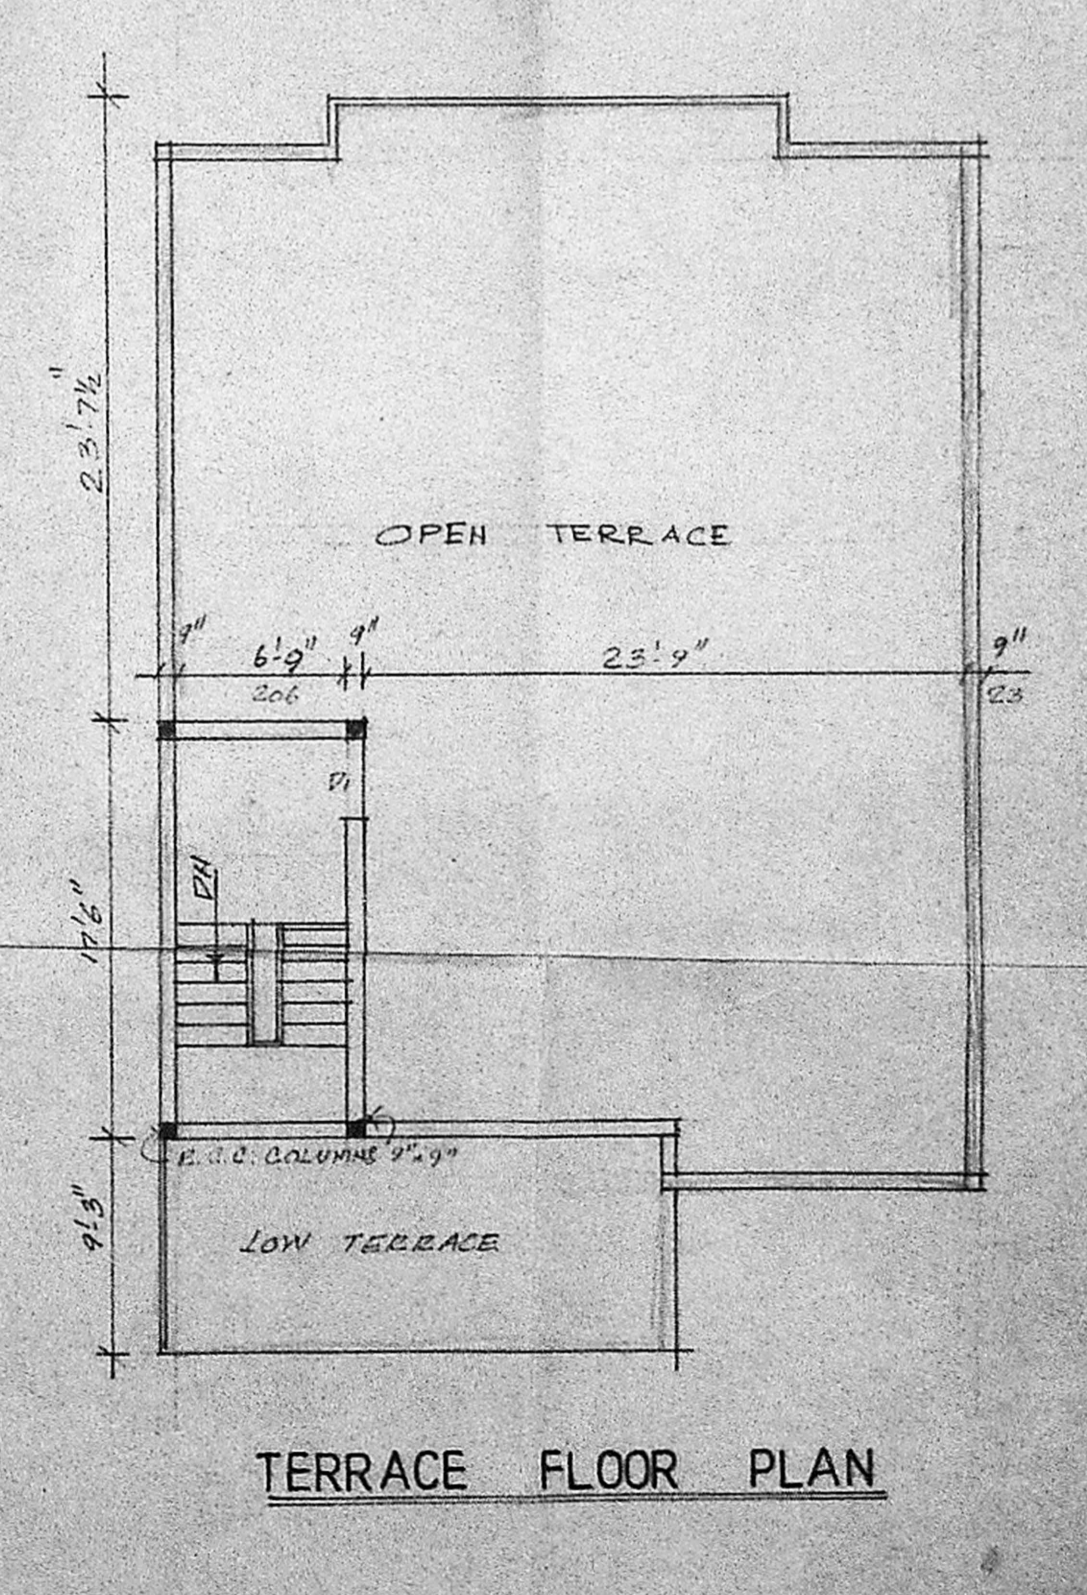 23'-7½"
OPEN TERRACE
9"
6'-9"
9"
23'-9"
9"
206
23
D1
DN
17'-6"
R.C.C. COLUMNS 9"x9"
9'-3"
LOW TERRACE
TERRACE FLOOR PLAN